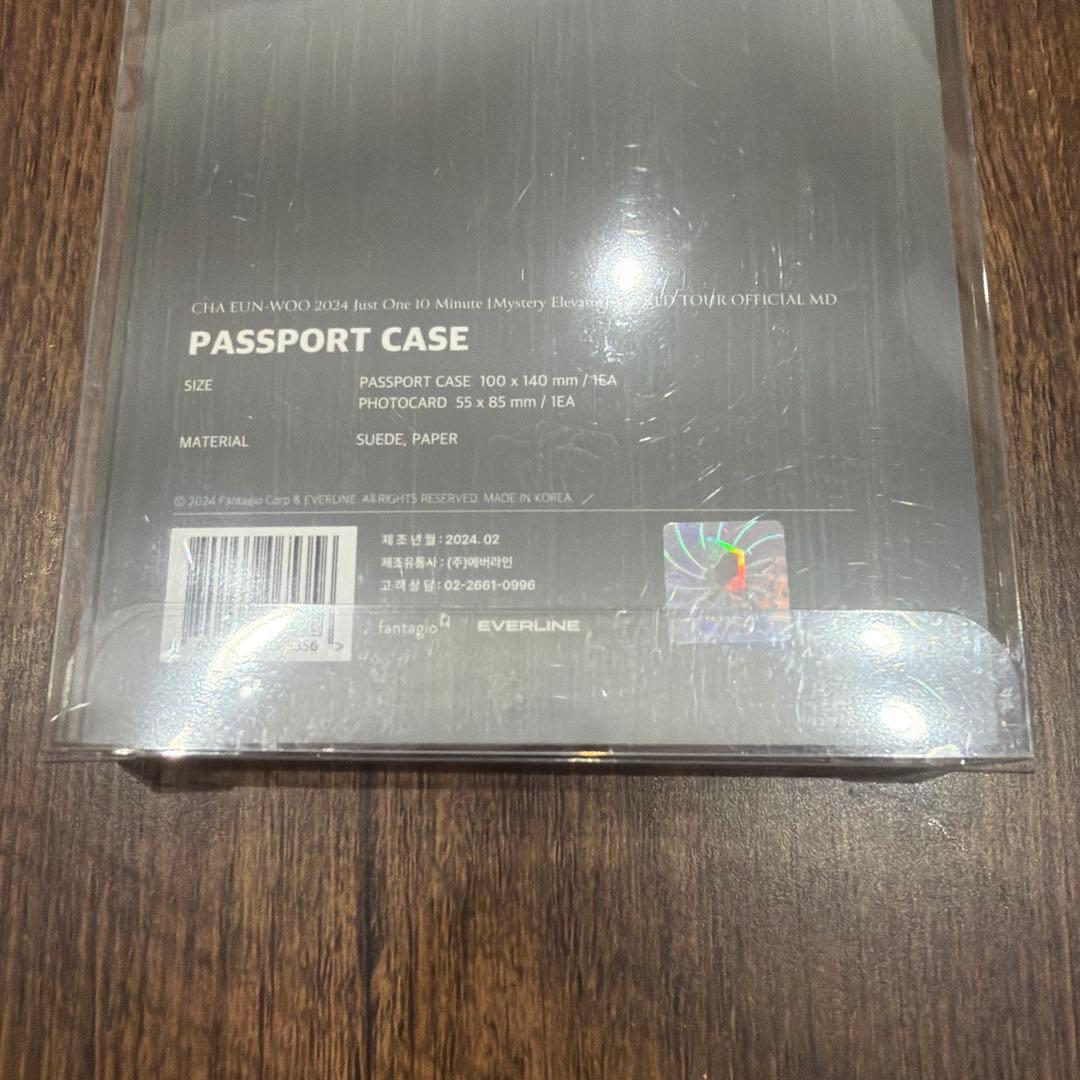 CHA EUN-WOO 2024 Just One 10 Minute [Mystery TOUR OFFICIAL MD
PASSPORT CASE
SIZE PASSPORT CASE 100 x 140 mm / 1EA
PHOTOCARD 55 x 85 mm / 1EA
MATERIAL SUEDE, PAPER
© 2024 Fantagio Corp & EVERLINE. All RIGHTS RESERVED. MADE IN KOREA
제조년월 : 2024. 02
제조유통사 : (주)에버라인
고객상담 : 02-2661-0996
fantagio EVERLINE